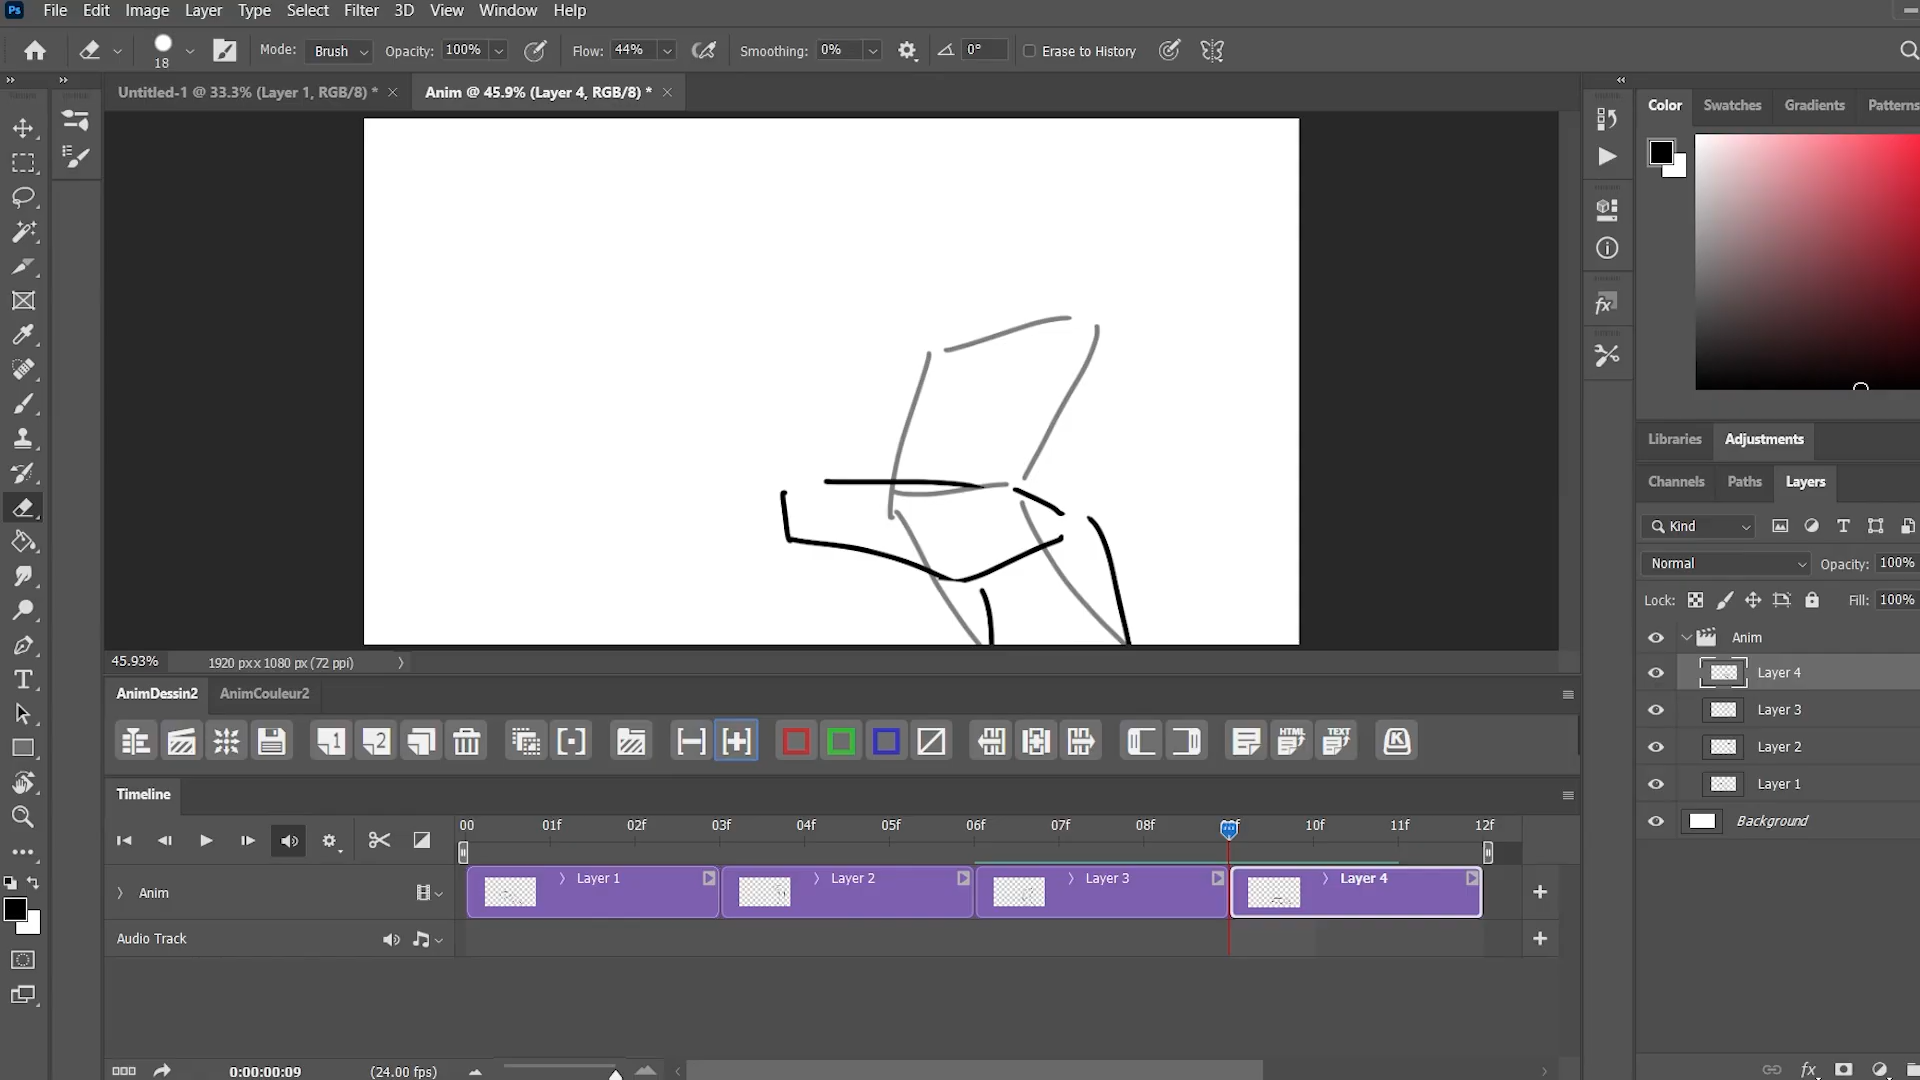 Ps File Edit Image Layer Type Select Filter 3D View Window Help
18 Mode: Brush Opacity: 100% Flow: 44% Smoothing: 0% 0° Erase to History
Untitled-1 @ 33.3% (Layer 1, RGB/8) * Anim @ 45.9% (Layer 4, RGB/8) *
Color Swatches Gradients Patterns
Libraries Adjustments
Channels Paths Layers
Kind
Normal Opacity: 100%
Lock: Fill: 100%
Anim
Layer 4
Layer 3
Layer 2
Layer 1
Background
45.93% 1920 px x 1080 px (72 ppi)
AnimDessin2 AnimCouleur2
1 2 HTML TEXT K
Timeline
00 01f 02f 03f 04f 05f 06f 07f 08f 10f 11f 12f
Anim Layer 1 Layer 2 Layer 3 Layer 4
Audio Track
0:00:00:09 (24.00 fps)